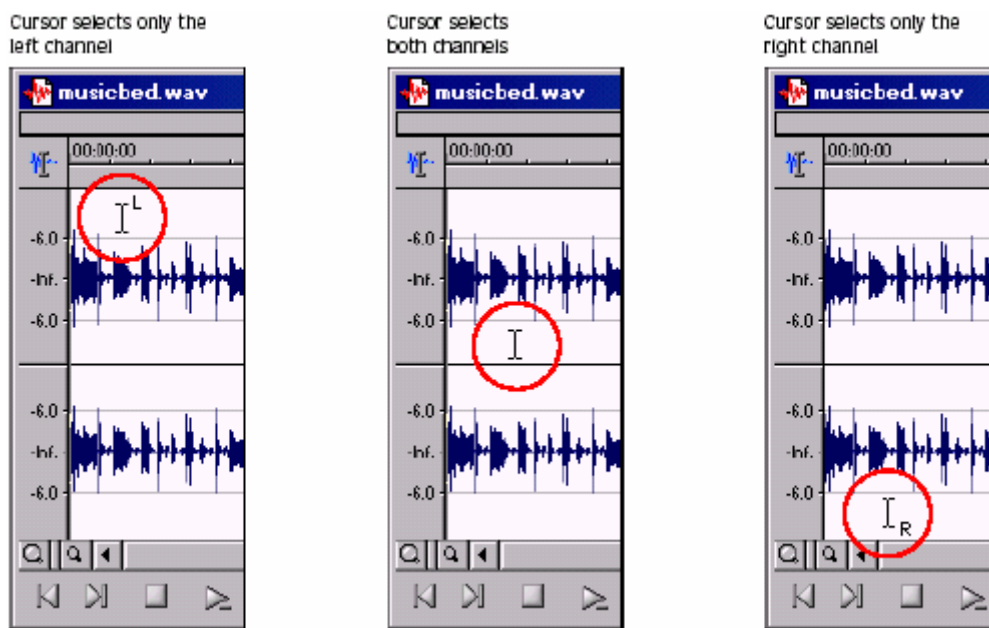 Cursor selects only the
left channel
Cursor selects
both channels
Cursor selects only the
right channel
musicbed.wav
00:00:00
L
-6.0
-Inf.
-6.0
-6.0
-Inf.
-6.0
musicbed.wav
00:00:00
-6.0
-Inf.
-6.0
-6.0
-Inf.
-6.0
musicbed.wav
00:00:00
-6.0
-Inf.
-6.0
-6.0
-Inf.
-6.0
R